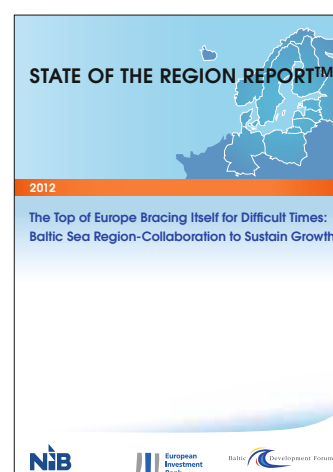 STATE OF THE REGION REPORT™
2012
The Top of Europe Bracing Itself for Difficult Times:
Baltic Sea Region-Collaboration to Sustain Growth
NIB
European
Investment
Bank
Baltic Development Forum